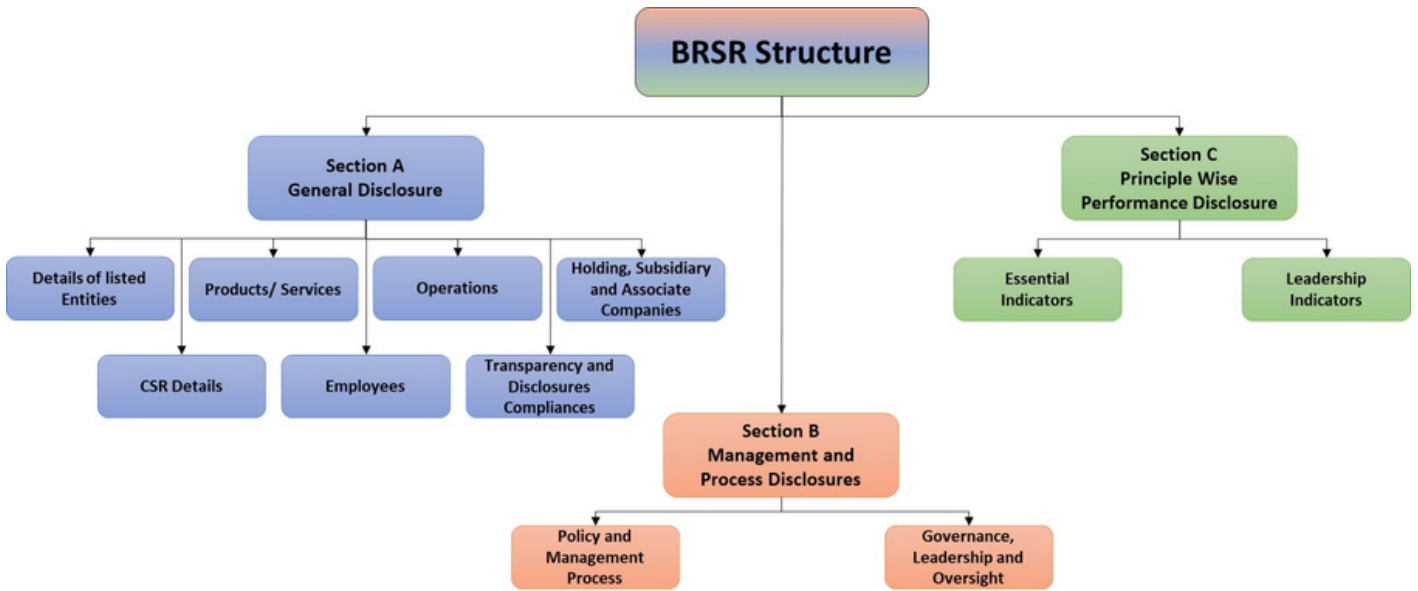 BRSR Structure
Section A
General Disclosure
Section C
Principle Wise
Performance Disclosure
Details of listed
Entities
Products/ Services
Operations
Holding, Subsidiary
and Associate
Companies
Essential
Indicators
Leadership
Indicators
CSR Details
Employees
Transparency and
Disclosures
Compliances
Section B
Management and
Process Disclosures
Policy and
Management
Process
Governance,
Leadership and
Oversight